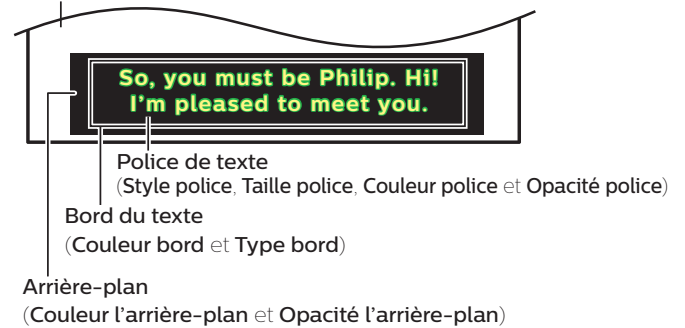 So, you must be Philip. Hi!
I'm pleased to meet you.
Police de texte
(Style police, Taille police, Couleur police et Opacité police)
Bord du texte
(Couleur bord et Type bord)
Arrière-plan
(Couleur l'arrière-plan et Opacité l'arrière-plan)